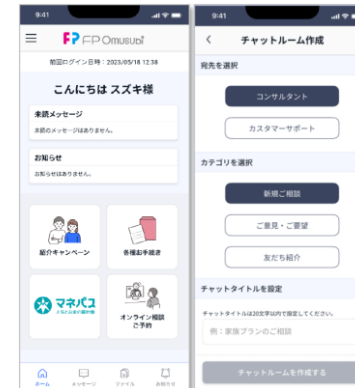 9:41
FP Omusubi
前回ログイン日時：2023/05/18 12:38
こんにちは スズキ様
未読メッセージ
未読のメッセージはありません。
お知らせ
お知らせはありません。
紹介キャンペーン
各種お手続き
マネパス
オンライン相談
ご予約
ホーム
メッセージ
ファイル
お知らせ
9:41
チャットルーム作成
宛先を選択
コンサルタント
カスタマーサポート
カテゴリを選択
新規ご相談
ご意見・ご要望
友だち紹介
チャットタイトルを設定
チャットタイトルは20文字以内で設定してください。
例：家族プランのご相談
チャットルームを作成する